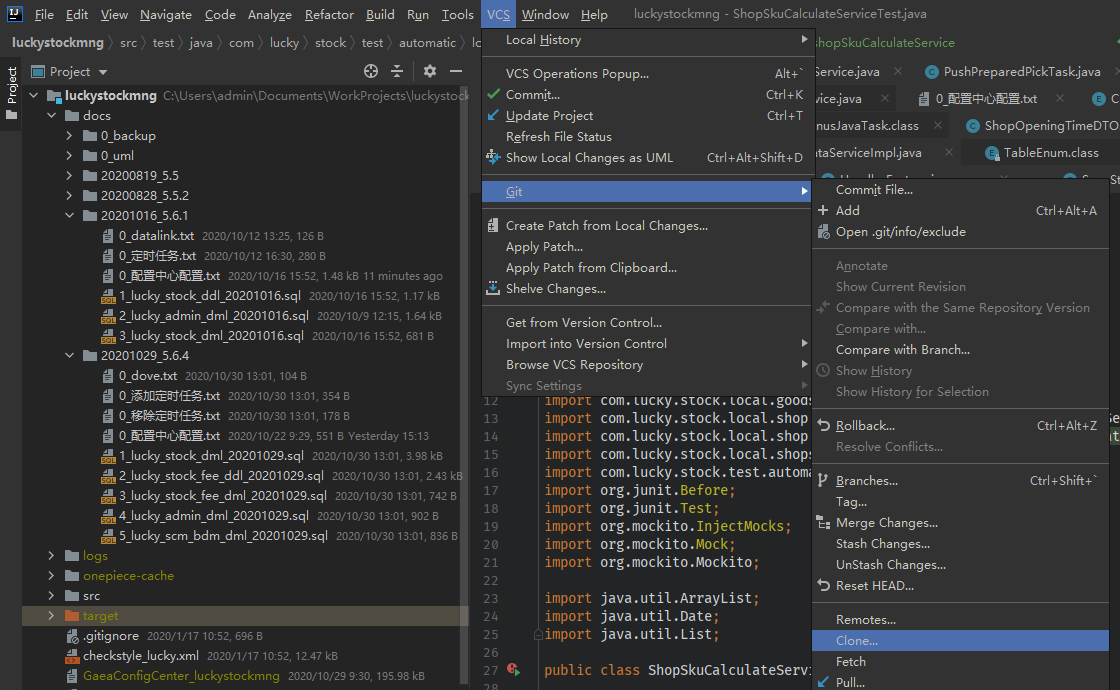 File Edit View Navigate Code Analyze Refactor Build Run Tools VCS Window Help luckystockmng - ShopSkuCalculateServiceTest.java
luckystockmng src test java com lucky stock test automatic
ShopSkuCalculateService
Project
Project
Service.java
PushPreparedPickTask.java
0_配置中心配置.txt
TableEnum.class
ShopOpeningTimeDTO
luckystockmng C:\Users\admin\Documents\WorkProjects\luckystock
docs
0_backup
0_uml
20200819_5.5
20200828_5.5.2
20201016_5.6.1
0_datalink.txt 2020/10/12 13:25, 126 B
0_定时任务.txt 2020/10/12 16:30, 280 B
0_配置中心配置.txt 2020/10/16 15:52, 1.48 kB 11 minutes ago
1_lucky_stock_ddl_20201016.sql 2020/10/16 15:52, 1.17 kB
2_lucky_admin_dml_20201016.sql 2020/10/9 12:15, 1.64 kB
3_lucky_stock_dml_20201016.sql 2020/10/16 15:52, 681 B
20201029_5.6.4
0_dove.txt 2020/10/30 13:01, 104 B
0_添加定时任务.txt 2020/10/30 13:01, 354 B
0_移除定时任务.txt 2020/10/30 13:01, 178 B
0_配置中心配置.txt 2020/10/22 9:29, 551 B Yesterday 15:13
1_lucky_stock_dml_20201029.sql 2020/10/30 13:01, 3.98 kB
2_lucky_stock_fee_ddl_20201029.sql 2020/10/30 13:01, 2.43 kB
3_lucky_stock_fee_dml_20201029.sql 2020/10/30 13:01, 742 B
4_lucky_admin_dml_20201029.sql 2020/10/30 13:01, 902 B
5_lucky_scm_bdm_dml_20201029.sql 2020/10/30 13:01, 836 B
logs
onepiece-cache
src
target
.gitignore 2020/1/17 10:52, 696 B
checkstyle_lucky.xml 2020/1/17 10:52, 12.47 kB
GaeaConfigCenter_luckystockmng 2020/10/29 9:30, 195.98 kB
Local History
VCS Operations Popup... Alt+`
Commit... Ctrl+K
Update Project Ctrl+T
Refresh File Status
Show Local Changes as UML Ctrl+Alt+Shift+D
Git
Create Patch from Local Changes...
Apply Patch...
Apply Patch from Clipboard...
Shelve Changes...
Get from Version Control...
Import into Version Control
Browse VCS Repository
Sync Settings
Commit File...
Add Ctrl+Alt+A
Open .git/info/exclude
Annotate
Show Current Revision
Compare with the Same Repository Version
Compare with...
Compare with Branch...
Show History
Show History for Selection
Rollback... Ctrl+Alt+Z
Resolve Conflicts...
Branches... Ctrl+Shift+`
Tag...
Merge Changes...
Stash Changes...
UnStash Changes...
Reset HEAD...
Remotes...
Clone...
Fetch
Pull...
12 import com.lucky.stock.local.goods
13 import com.lucky.stock.local.shop
14 import com.lucky.stock.local.shop
15 import com.lucky.stock.local.shops
16 import com.lucky.stock.test.automa
17 import org.junit.Before;
18 import org.junit.Test;
19 import org.mockito.InjectMocks;
20 import org.mockito.Mock;
21 import org.mockito.Mockito;
22
23 import java.util.ArrayList;
24 import java.util.Date;
25 import java.util.List;
26
27 public class ShopSkuCalculateServi
28